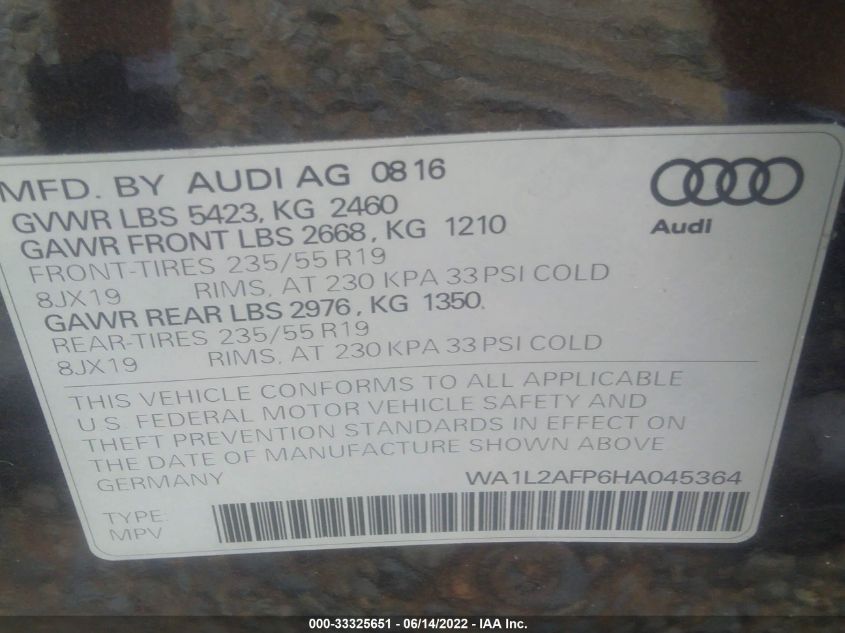 MFD. BY AUDI AG 0816
GVWR LBS 5423, KG 2460
GAWR FRONT LBS 2668, KG 1210
FRONT-TIRES 235/55 R19
8JX19 RIMS, AT 230 KPA 33 PSI COLD
GAWR REAR LBS 2976, KG 1350.
REAR-TIRES 235/55 R19
8JX19 RIMS, AT 230 KPA 33 PSI COLD
Audi
THIS VEHICLE CONFORMS TO ALL APPLICABLE
U.S. FEDERAL MOTOR VEHICLE SAFETY AND
THEFT PREVENTION STANDARDS IN EFFECT ON
THE DATE OF MANUFACTURE SHOWN ABOVE
GERMANY WA1L2AFP6HA045364
TYPE:
MPV
000-33325651 - 06/14/2022 - IAA Inc.